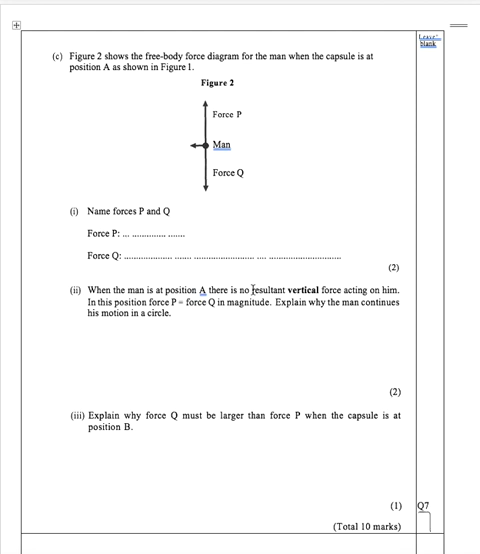 Leave
blank
(c) Figure 2 shows the free-body force diagram for the man when the capsule is at
position A as shown in Figure 1.
Figure 2
Force P
Man
Force Q
(i) Name forces P and Q
Force P: ... .............. .......
Force Q: .................... ....... ......................... .... ..............................
(2)
(ii) When the man is at position A there is no resultant vertical force acting on him.
In this position force P = force Q in magnitude. Explain why the man continues
his motion in a circle.
(2)
(iii) Explain why force Q must be larger than force P when the capsule is at
position B.
(1)
Q7
(Total 10 marks)